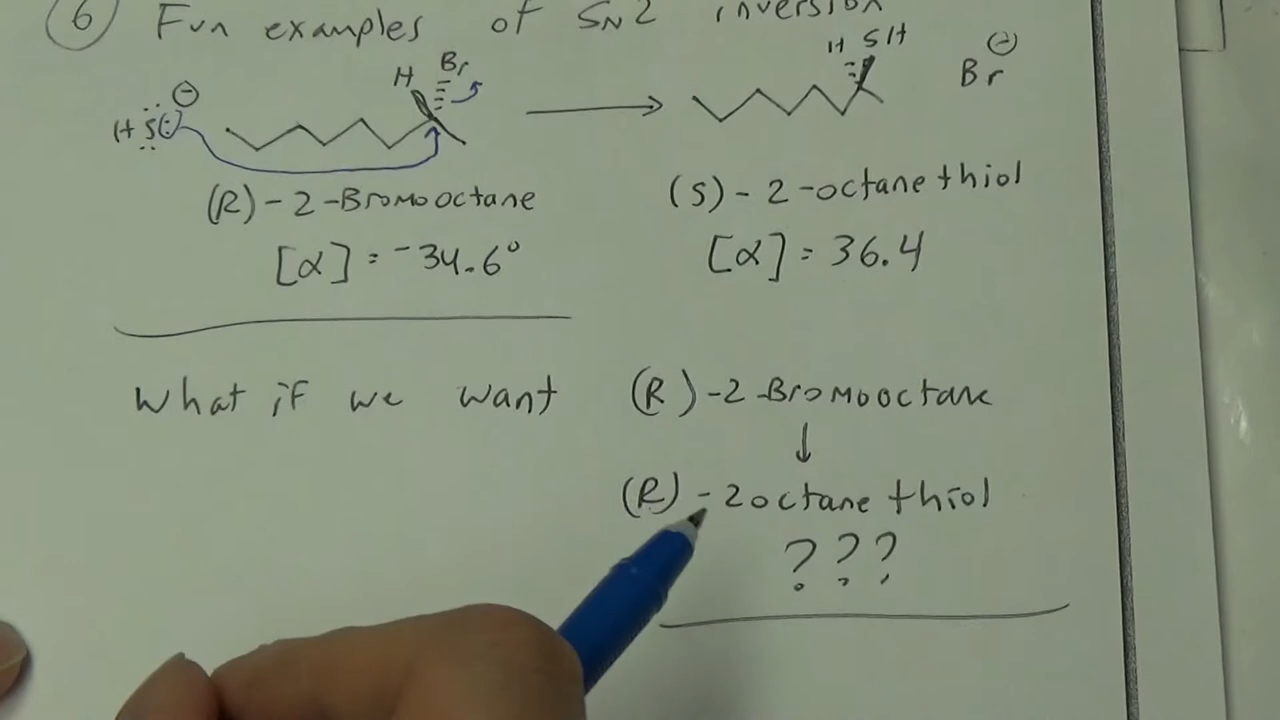 6 Fun examples of SN2 inversion
H Br H SH Br ⊖
HS: ⊖
(R)-2-Bromooctane (S)-2-octanethiol
[α] = -34.6° [α] = 36.4
What if we want (R)-2-Bromooctane
↓
(R)-2octanethiol
???